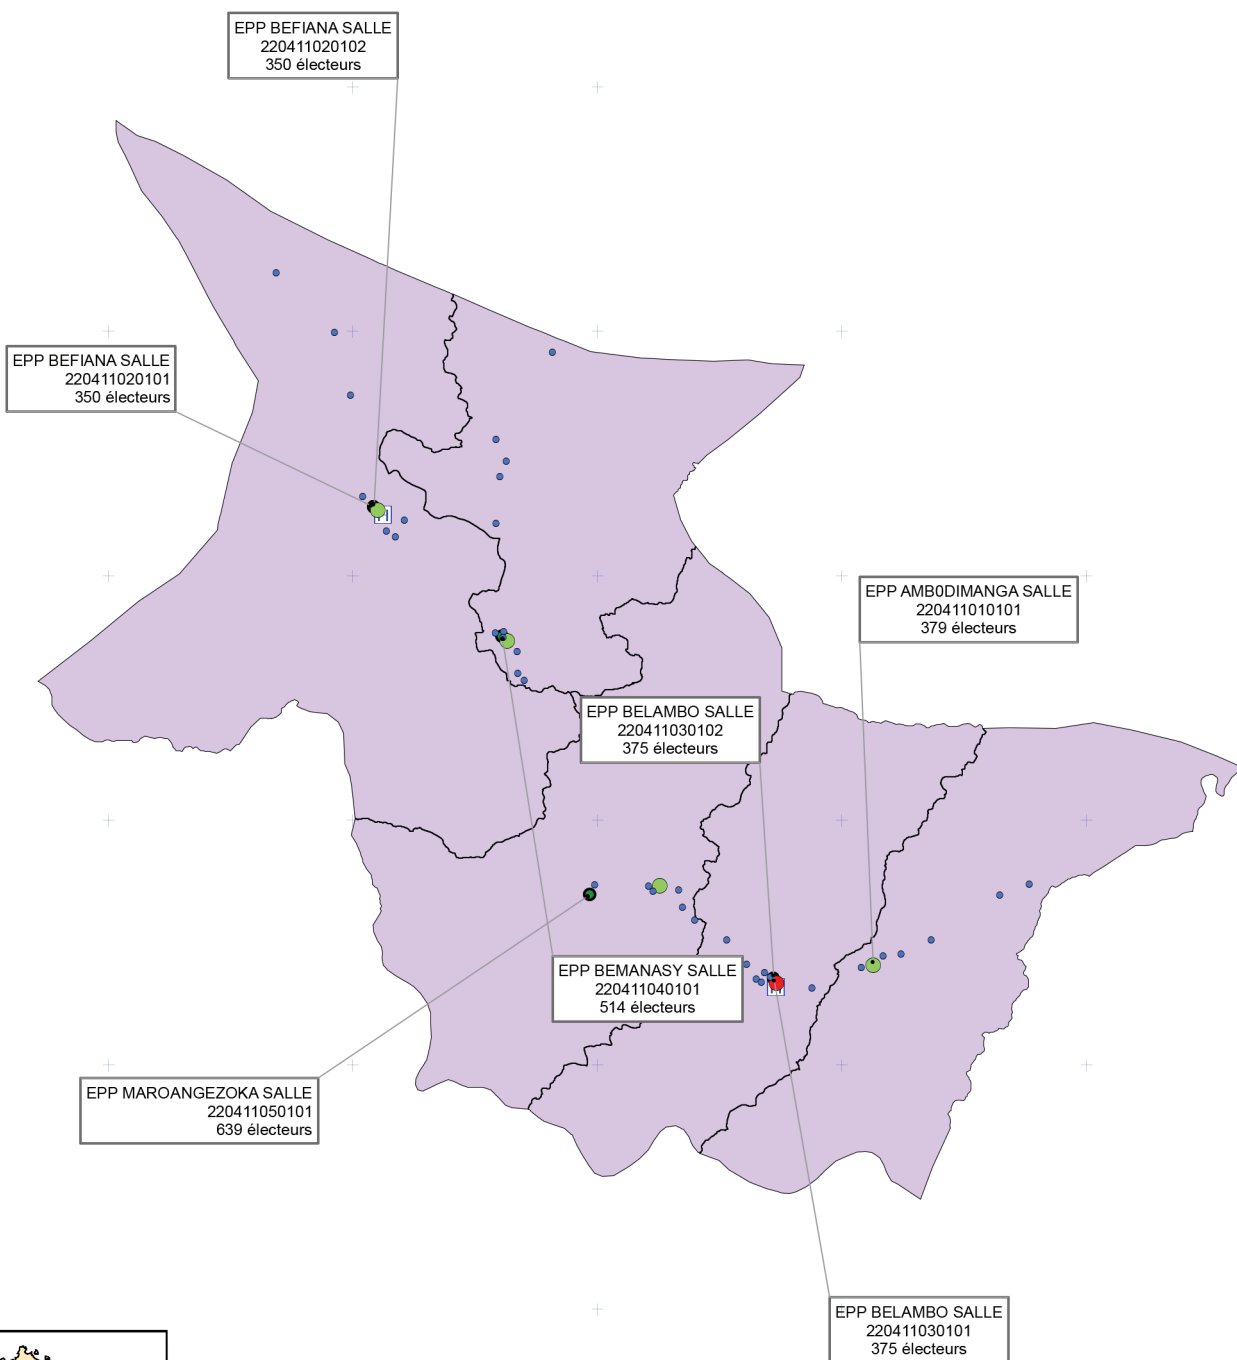 EPP BEFIANA SALLE
220411020102
350 électeurs
EPP BEFIANA SALLE
220411020101
350 électeurs
EPP AMB0DIMANGA SALLE
220411010101
379 électeurs
EPP BELAMBO SALLE
220411030102
375 électeurs
EPP BEMANASY SALLE
220411040101
514 électeurs
EPP MAROANGEZOKA SALLE
220411050101
639 électeurs
EPP BELAMBO SALLE
220411030101
375 électeurs